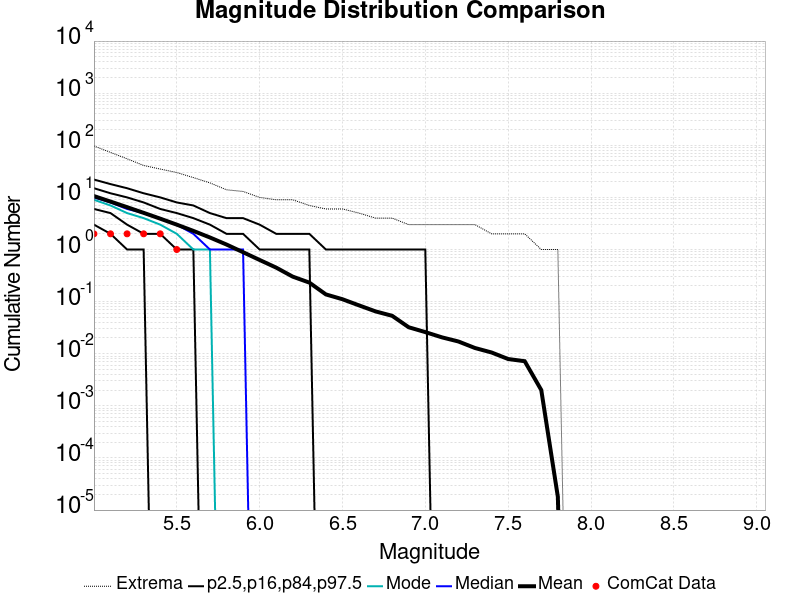 Magnitude Distribution Comparison
10^4
10^3
10^2
10^1
10^0
10^-1
10^-2
10^-3
10^-4
10^-5
Cumulative Number
5.5 6.0 6.5 7.0 7.5 8.0 8.5 9.0
Magnitude
Extrema p2.5,p16,p84,p97.5 Mode Median Mean ComCat Data